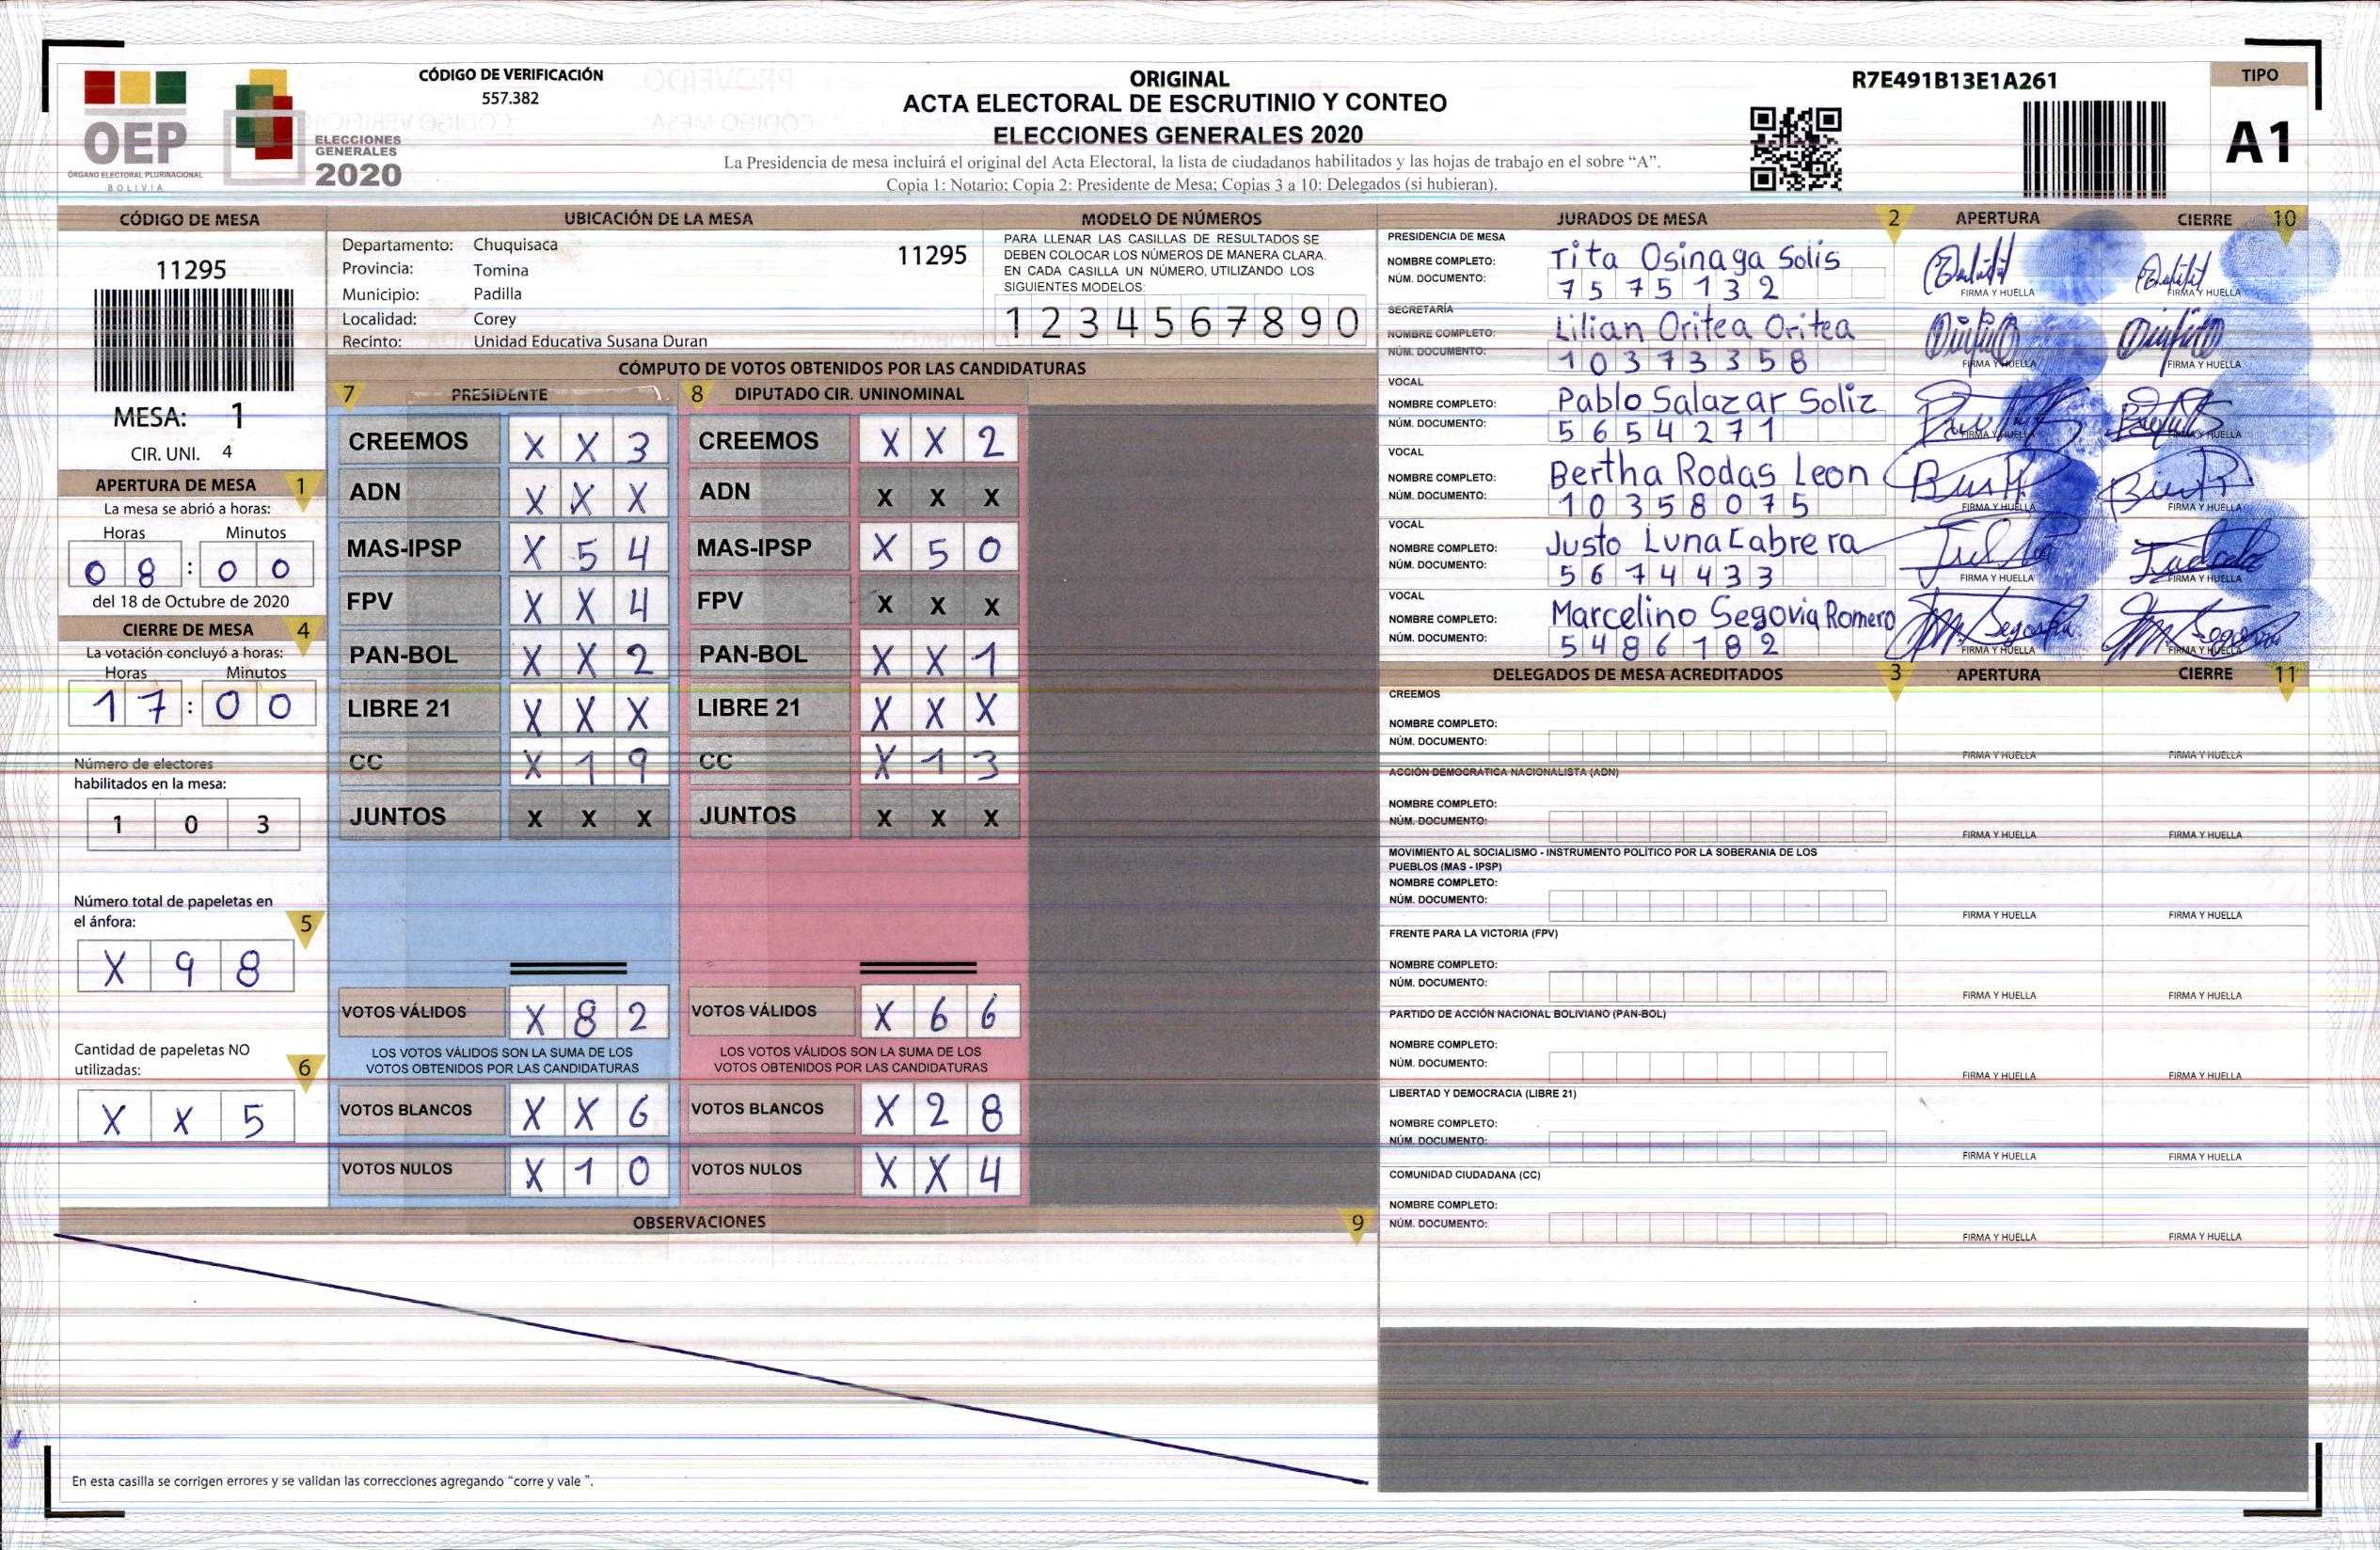 OEP
ÓRGANO ELECTORAL PLURINACIONAL
BOLIVIA
ELECCIONES
GENERALES
2020
CÓDIGO DE VERIFICACIÓN
557.382
ORIGINAL
ACTA ELECTORAL DE ESCRUTINIO Y CONTEO
ELECCIONES GENERALES 2020
La Presidencia de mesa incluirá el original del Acta Electoral, la lista de ciudadanos habilitados y las hojas de trabajo en el sobre “A”.
Copia 1: Notario; Copia 2: Presidente de Mesa; Copias 3 a 10: Delegados (si hubieran).
R7E491B13E1A261
TIPO
A1
CÓDIGO DE MESA
11295
MESA: 1
CIR. UNI. 4
APERTURA DE MESA 1
La mesa se abrió a horas:
Horas Minutos
0 8 : 0 0
del 18 de Octubre de 2020
CIERRE DE MESA 4
La votación concluyó a horas:
Horas Minutos
1 7 : 0 0
Número de electores
habilitados en la mesa:
1 0 3
Número total de papeletas en
el ánfora: 5
X 9 8
Cantidad de papeletas NO
utilizadas: 6
X X 5
UBICACIÓN DE LA MESA
Departamento: Chuquisaca 11295
Provincia: Tomina
Municipio: Padilla
Localidad: Corey
Recinto: Unidad Educativa Susana Duran
MODELO DE NÚMEROS
PARA LLENAR LAS CASILLAS DE RESULTADOS SE
DEBEN COLOCAR LOS NÚMEROS DE MANERA CLARA.
EN CADA CASILLA UN NÚMERO, UTILIZANDO LOS
SIGUIENTES MODELOS:
1 2 3 4 5 6 7 8 9 0
CÓMPUTO DE VOTOS OBTENIDOS POR LAS CANDIDATURAS
7 PRESIDENTE 8 DIPUTADO CIR. UNINOMINAL
CREEMOS X X 3 CREEMOS X X 2
ADN X X X ADN X X X
MAS-IPSP X 5 4 MAS-IPSP X 5 0
FPV X X 4 FPV X X X
PAN-BOL X X 2 PAN-BOL X X 1
LIBRE 21 X X X LIBRE 21 X X X
CC X 1 9 CC X 1 3
JUNTOS X X X JUNTOS X X X
VOTOS VÁLIDOS X 8 2 VOTOS VÁLIDOS X 6 6
LOS VOTOS VÁLIDOS SON LA SUMA DE LOS LOS VOTOS VÁLIDOS SON LA SUMA DE LOS
VOTOS OBTENIDOS POR LAS CANDIDATURAS VOTOS OBTENIDOS POR LAS CANDIDATURAS
VOTOS BLANCOS X X 6 VOTOS BLANCOS X 2 8
VOTOS NULOS X 1 0 VOTOS NULOS X X 4
OBSERVACIONES 9
En esta casilla se corrigen errores y se validan las correcciones agregando “corre y vale ”.
JURADOS DE MESA 2 APERTURA CIERRE 10
PRESIDENCIA DE MESA
NOMBRE COMPLETO: Tita Osinaga Solis
NÚM. DOCUMENTO: 7575132
FIRMA Y HUELLA FIRMA Y HUELLA
SECRETARÍA
NOMBRE COMPLETO: Lilian Oritea Oritea
NÚM. DOCUMENTO: 10373358
FIRMA Y HUELLA FIRMA Y HUELLA
VOCAL
NOMBRE COMPLETO: Pablo Salazar Soliz
NÚM. DOCUMENTO: 5654271
FIRMA Y HUELLA FIRMA Y HUELLA
VOCAL
NOMBRE COMPLETO: Bertha Rodas Leon
NÚM. DOCUMENTO: 10358075
FIRMA Y HUELLA FIRMA Y HUELLA
VOCAL
NOMBRE COMPLETO: Justo Luna Cabrera
NÚM. DOCUMENTO: 5674433
FIRMA Y HUELLA FIRMA Y HUELLA
VOCAL
NOMBRE COMPLETO: Marcelino Segovia Romero
NÚM. DOCUMENTO: 5486182
FIRMA Y HUELLA FIRMA Y HUELLA
DELEGADOS DE MESA ACREDITADOS 3 APERTURA CIERRE 11
CREEMOS
NOMBRE COMPLETO:
NÚM. DOCUMENTO:
FIRMA Y HUELLA FIRMA Y HUELLA
ACCIÓN DEMOCRÁTICA NACIONALISTA (ADN)
NOMBRE COMPLETO:
NÚM. DOCUMENTO:
FIRMA Y HUELLA FIRMA Y HUELLA
MOVIMIENTO AL SOCIALISMO - INSTRUMENTO POLÍTICO POR LA SOBERANIA DE LOS
PUEBLOS (MAS - IPSP)
NOMBRE COMPLETO:
NÚM. DOCUMENTO:
FIRMA Y HUELLA FIRMA Y HUELLA
FRENTE PARA LA VICTORIA (FPV)
NOMBRE COMPLETO:
NÚM. DOCUMENTO:
FIRMA Y HUELLA FIRMA Y HUELLA
PARTIDO DE ACCIÓN NACIONAL BOLIVIANO (PAN-BOL)
NOMBRE COMPLETO:
NÚM. DOCUMENTO:
FIRMA Y HUELLA FIRMA Y HUELLA
LIBERTAD Y DEMOCRACIA (LIBRE 21)
NOMBRE COMPLETO:
NÚM. DOCUMENTO:
FIRMA Y HUELLA FIRMA Y HUELLA
COMUNIDAD CIUDADANA (CC)
NOMBRE COMPLETO:
NÚM. DOCUMENTO:
FIRMA Y HUELLA FIRMA Y HUELLA